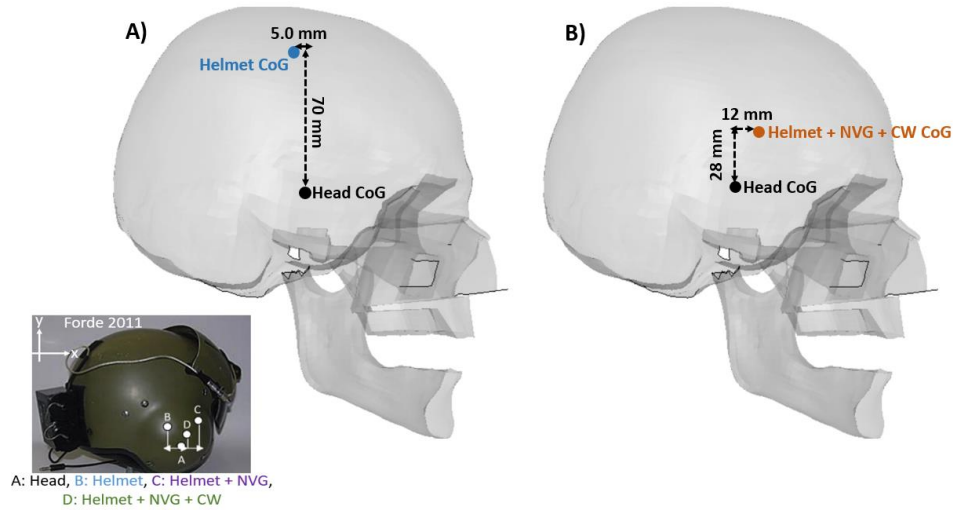 A)
5.0 mm
Helmet CoG
70 mm
Head CoG
B)
12 mm
Helmet + NVG + CW CoG
28 mm
Head CoG
y
Forde 2011
x
C
B
D
A
A: Head, B: Helmet, C: Helmet + NVG,
D: Helmet + NVG + CW